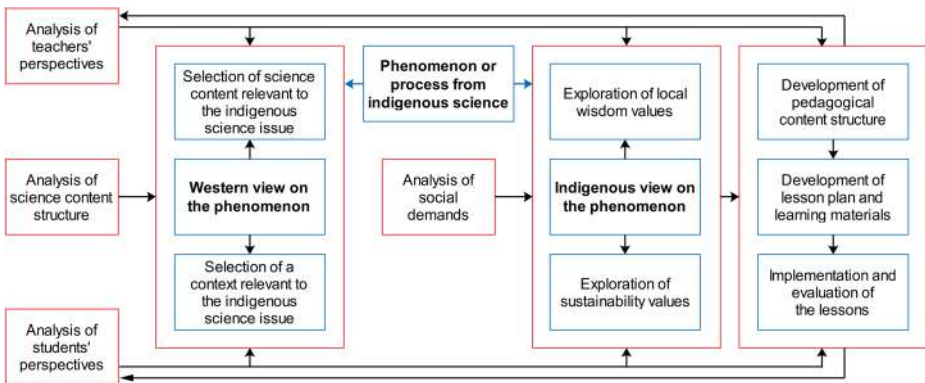 Analysis of
teachers'
perspectives
Selection of science
content relevant to
the indigenous
science issue
Phenomenon or
process from
indigenous science
Exploration of local
wisdom values
Development of
pedagogical
content structure
Analysis of
science content
structure
Western view on
the phenomenon
Analysis of
social
demands
Indigenous view on
the phenomenon
Development of
lesson plan and
learning materials
Selection of a
context relevant to
the indigenous
science issue
Exploration of
sustainability values
Implementation and
evaluation of
the lessons
Analysis of
students'
perspectives